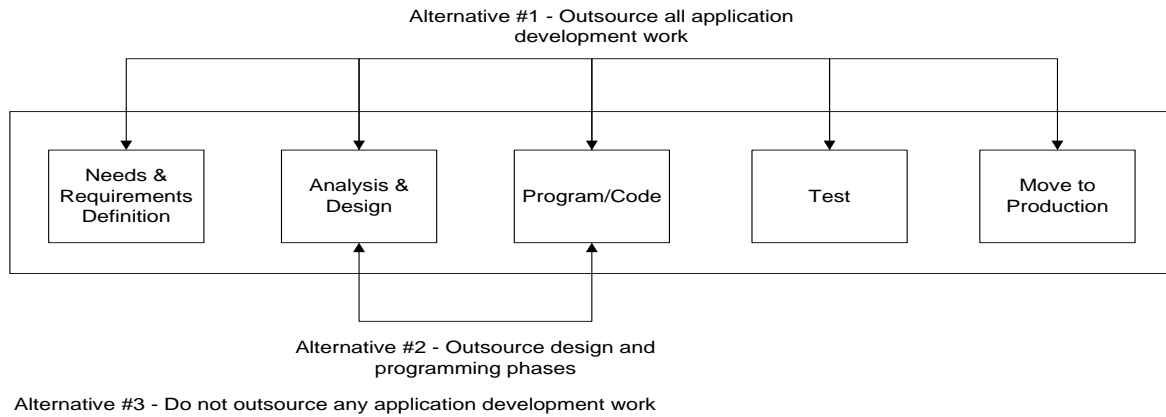 Alternative #1 - Outsource all application
development work
Needs &
Requirements
Definition
Analysis &
Design
Program/Code
Test
Move to
Production
Alternative #2 - Outsource design and
programming phases
Alternative #3 - Do not outsource any application development work